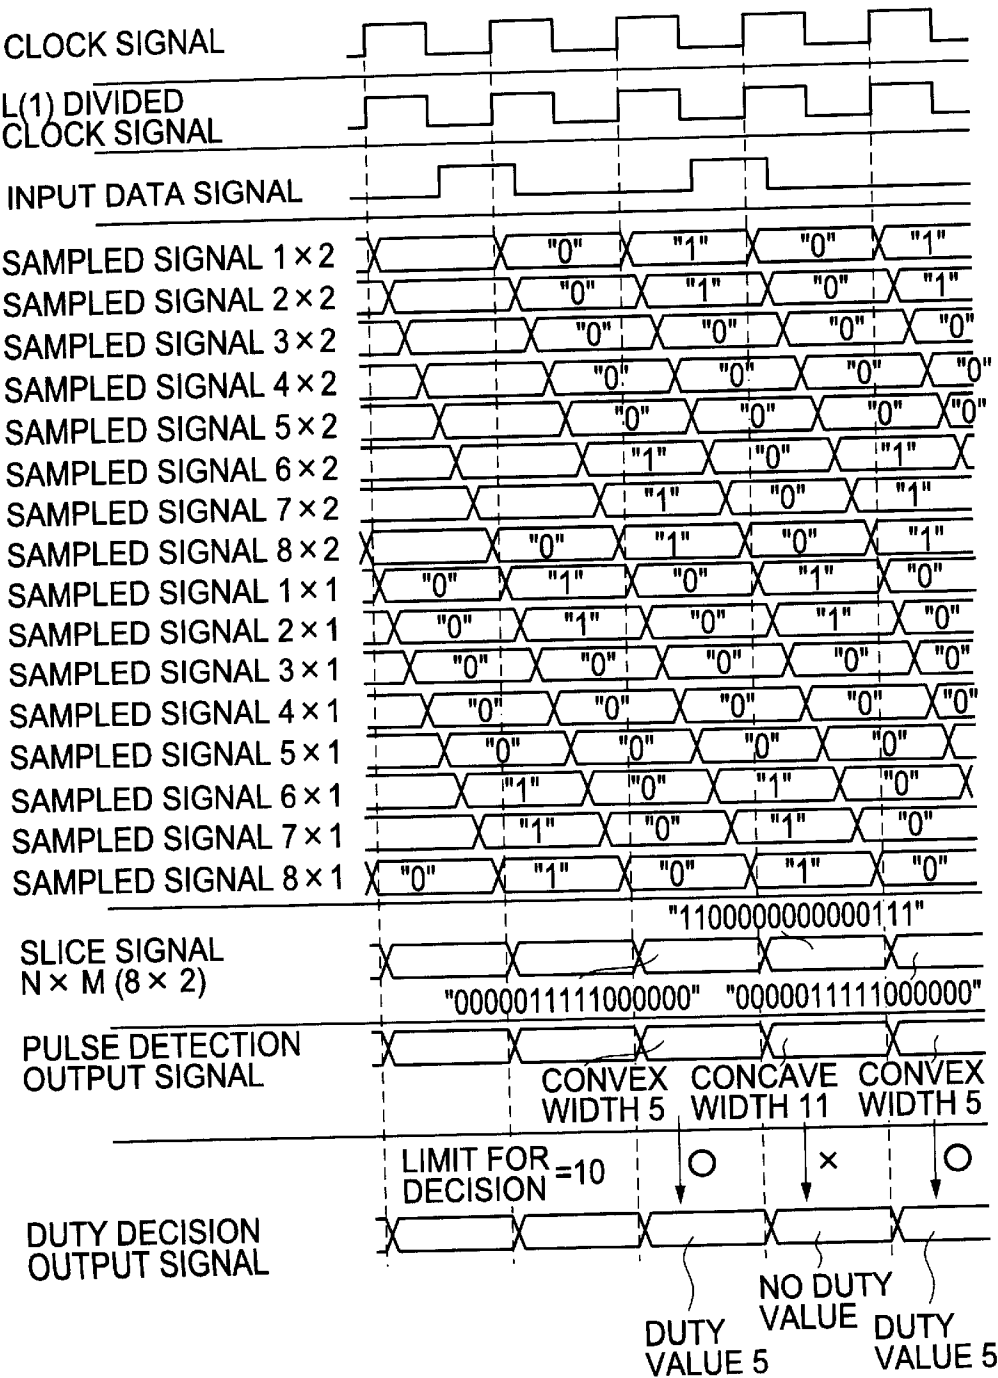 CLOCK SIGNAL
L(1) DIVIDED
CLOCK SIGNAL
INPUT DATA SIGNAL
SAMPLED SIGNAL 1 × 2 "0" "1" "0" "1"
SAMPLED SIGNAL 2 × 2 "0" "1" "0" "1"
SAMPLED SIGNAL 3 × 2 "0" "0" "0" "0"
SAMPLED SIGNAL 4 × 2 "0" "0" "0" "0"
SAMPLED SIGNAL 5 × 2 "0" "0" "0" "0"
SAMPLED SIGNAL 6 × 2 "1" "0" "1"
SAMPLED SIGNAL 7 × 2 "1" "0" "1"
SAMPLED SIGNAL 8 × 2 "0" "1" "0" "1"
SAMPLED SIGNAL 1 × 1 "0" "1" "0" "1" "0"
SAMPLED SIGNAL 2 × 1 "0" "1" "0" "1" "0"
SAMPLED SIGNAL 3 × 1 "0" "0" "0" "0" "0"
SAMPLED SIGNAL 4 × 1 "0" "0" "0" "0" "0"
SAMPLED SIGNAL 5 × 1 "0" "0" "0" "0"
SAMPLED SIGNAL 6 × 1 "1" "0" "1" "0"
SAMPLED SIGNAL 7 × 1 "1" "0" "1" "0"
SAMPLED SIGNAL 8 × 1 "0" "1" "0" "1" "0"
"1100000000000111"
SLICE SIGNAL
N × M (8 × 2)
"0000011111000000" "0000011111000000"
PULSE DETECTION
OUTPUT SIGNAL
CONVEX
WIDTH 5
CONCAVE
WIDTH 11
CONVEX
WIDTH 5
LIMIT FOR
DECISION =10
○ × ○
DUTY DECISION
OUTPUT SIGNAL
DUTY
VALUE 5
NO DUTY
VALUE
DUTY
VALUE 5